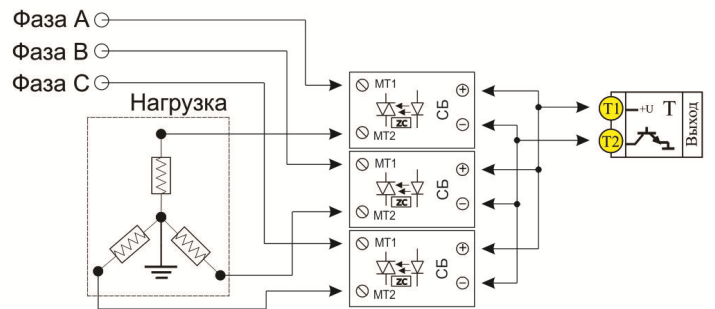 Фаза A
Фаза B
Фаза C
Нагрузка
MT1
MT2
ZC
СБ
+
−
MT1
MT2
ZC
СБ
+
−
MT1
MT2
ZC
СБ
+
−
T1
+U
T
T2
Выход